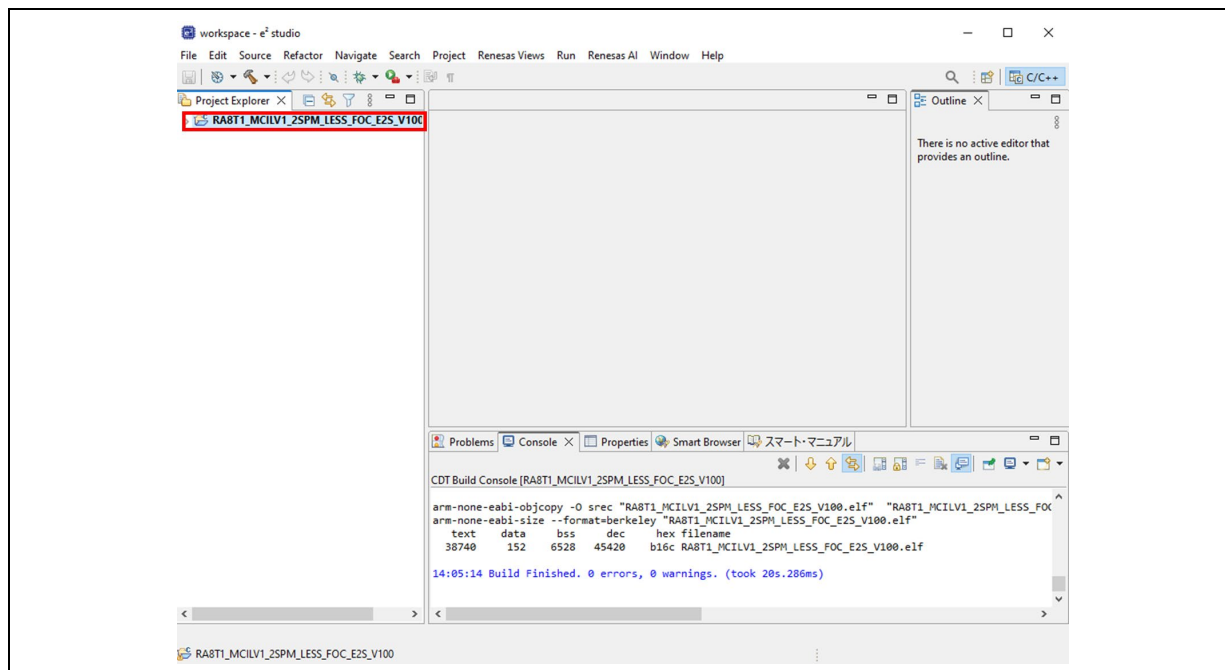 workspace - e² studio
File Edit Source Refactor Navigate Search Project Renesas Views Run Renesas AI Window Help
C/C++
Project Explorer
RA8T1_MCILV1_2SPM_LESS_FOC_E2S_V100
Outline
There is no active editor that
provides an outline.
Problems Console Properties Smart Browser スマート・マニュアル
CDT Build Console [RA8T1_MCILV1_2SPM_LESS_FOC_E2S_V100]
arm-none-eabi-objcopy -O srec "RA8T1_MCILV1_2SPM_LESS_FOC_E2S_V100.elf" "RA8T1_MCILV1_2SPM_LESS_FOC
arm-none-eabi-size --format=berkeley "RA8T1_MCILV1_2SPM_LESS_FOC_E2S_V100.elf"
text data bss dec hex filename
38740 152 6528 45420 b16c RA8T1_MCILV1_2SPM_LESS_FOC_E2S_V100.elf
14:05:14 Build Finished. 0 errors, 0 warnings. (took 20s.286ms)
RA8T1_MCILV1_2SPM_LESS_FOC_E2S_V100